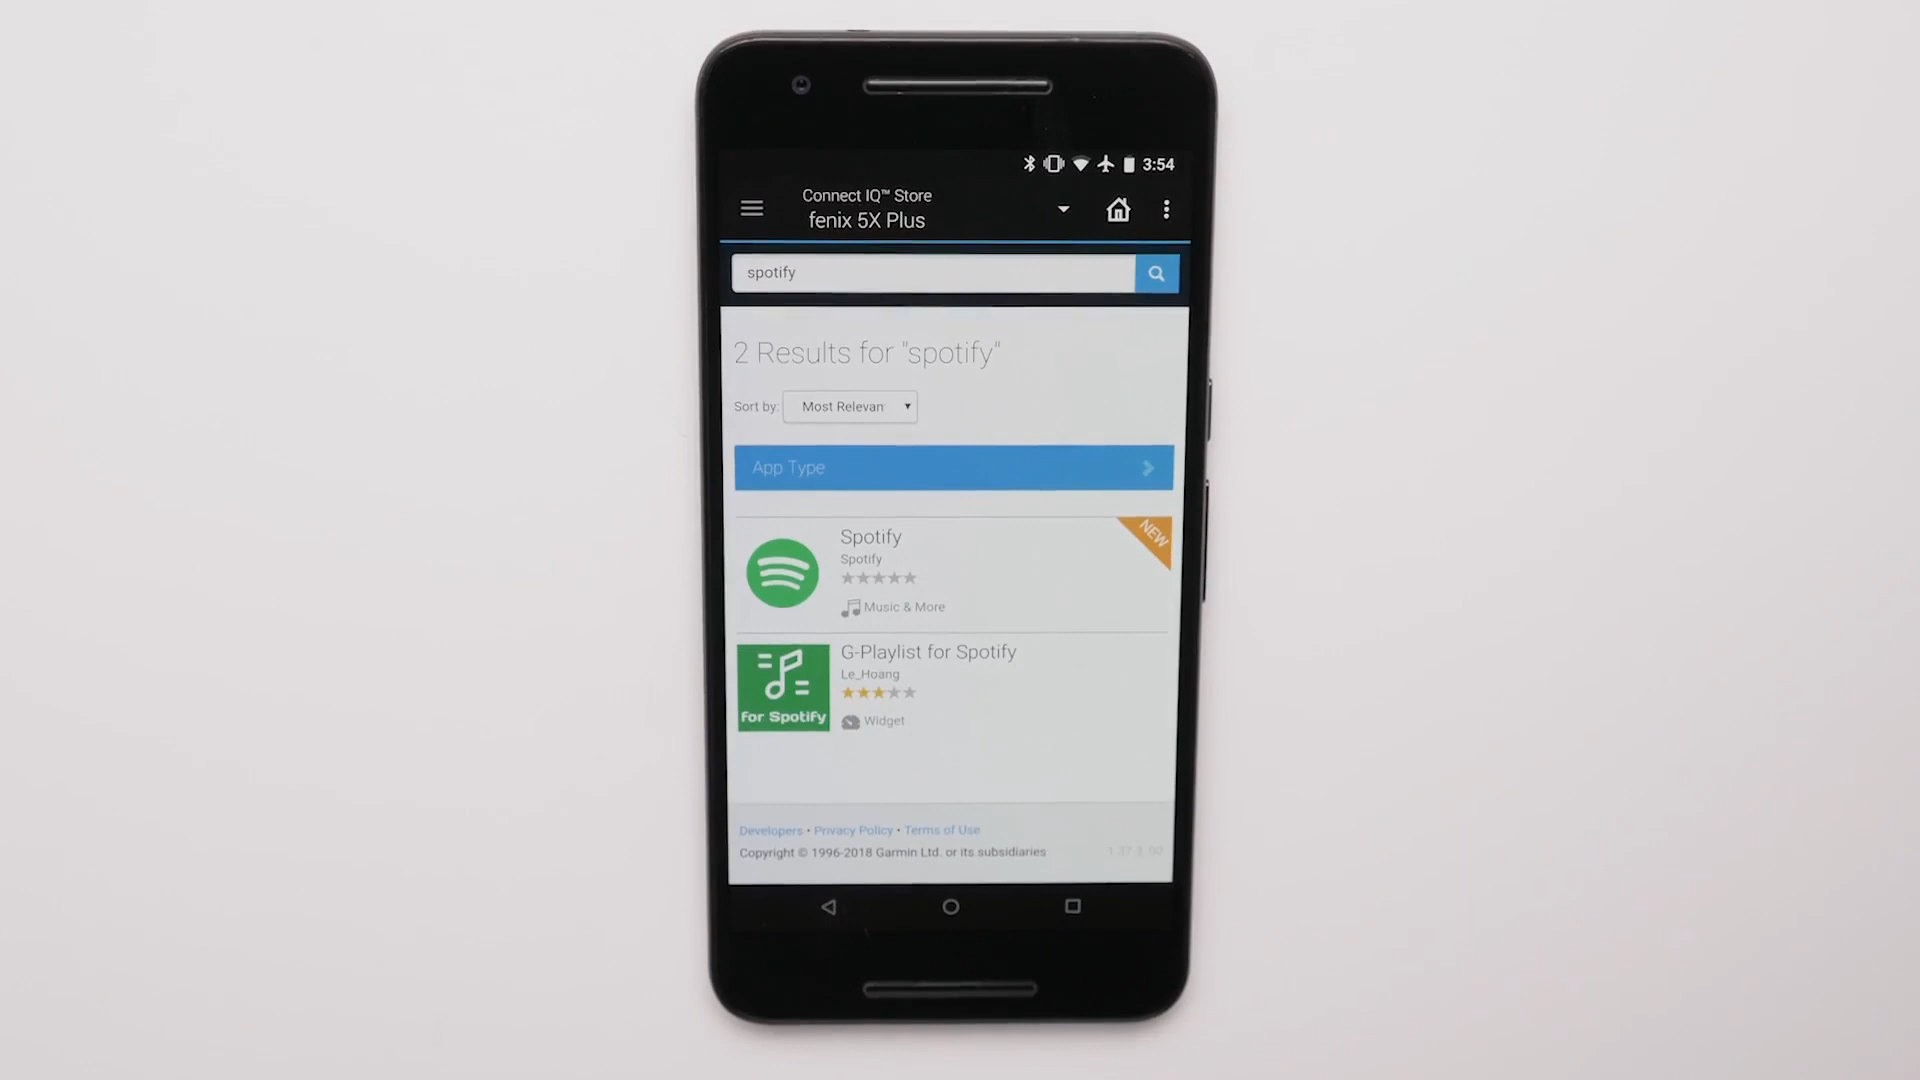 3:54
Connect IQ™ Store
fenix 5X Plus
spotify
2 Results for "spotify"
Sort by: Most Relevan
App Type
NEW
Spotify
Spotify
Music & More
G-Playlist for Spotify
Le_Hoang
for Spotify
Widget
Developers • Privacy Policy • Terms of Use
Copyright © 1996-2018 Garmin Ltd. or its subsidiaries